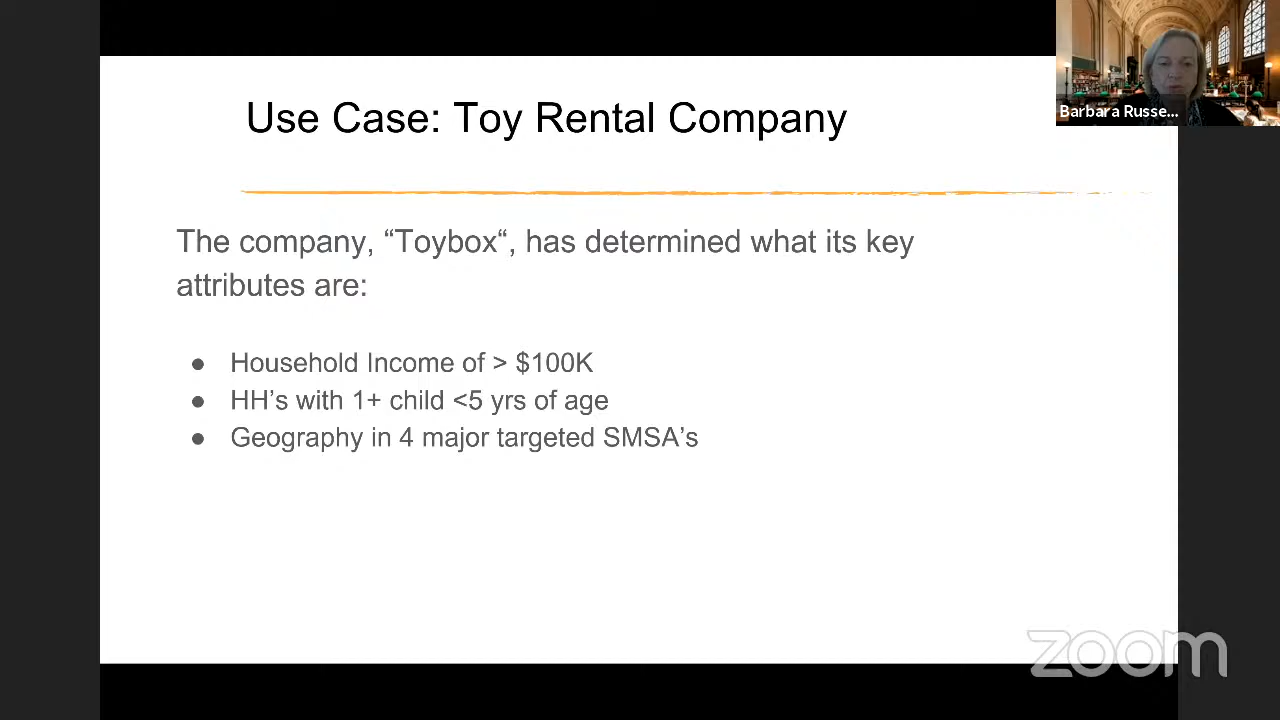 Use Case: Toy Rental Company
Barbara Russe...
The company, “Toybox“, has determined what its key
attributes are:
● Household Income of > $100K
● HH’s with 1+ child <5 yrs of age
● Geography in 4 major targeted SMSA’s
zoom